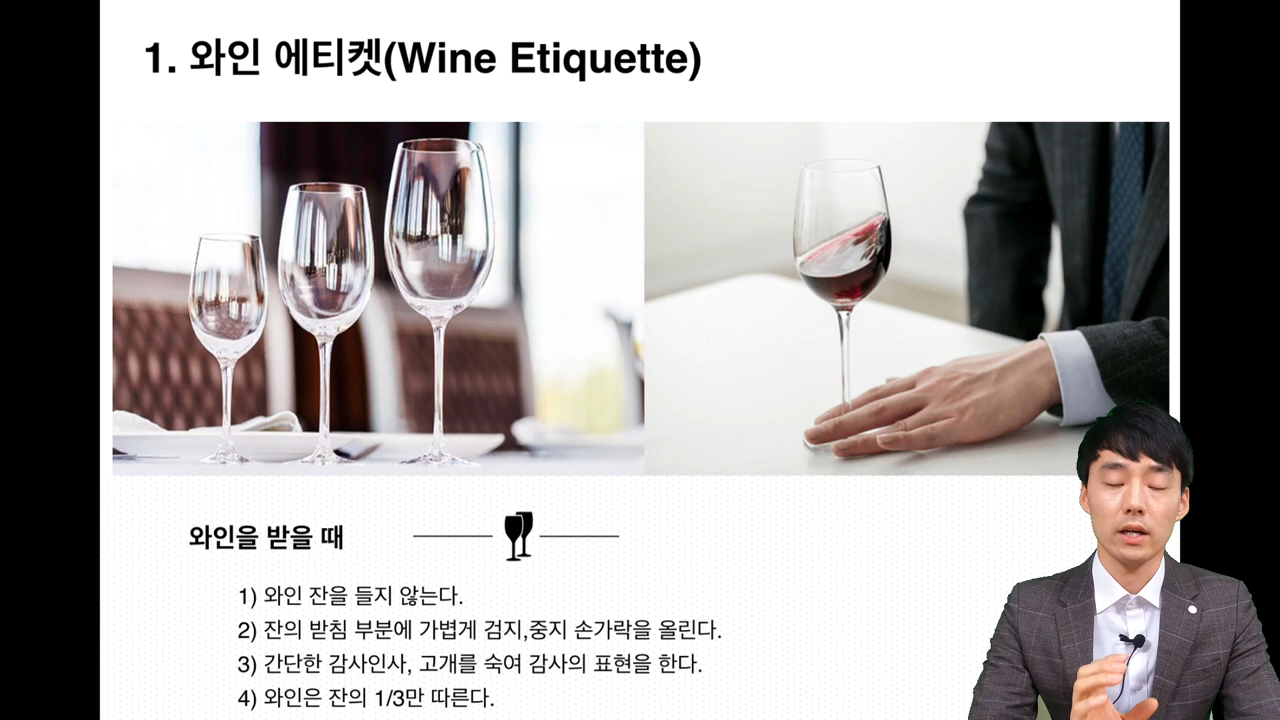 1. 와인 에티켓(Wine Etiquette)
와인을 받을 때
1) 와인 잔을 들지 않는다.
2) 잔의 받침 부분에 가볍게 검지,중지 손가락을 올린다.
3) 간단한 감사인사, 고개를 숙여 감사의 표현을 한다.
4) 와인은 잔의 1/3만 따른다.